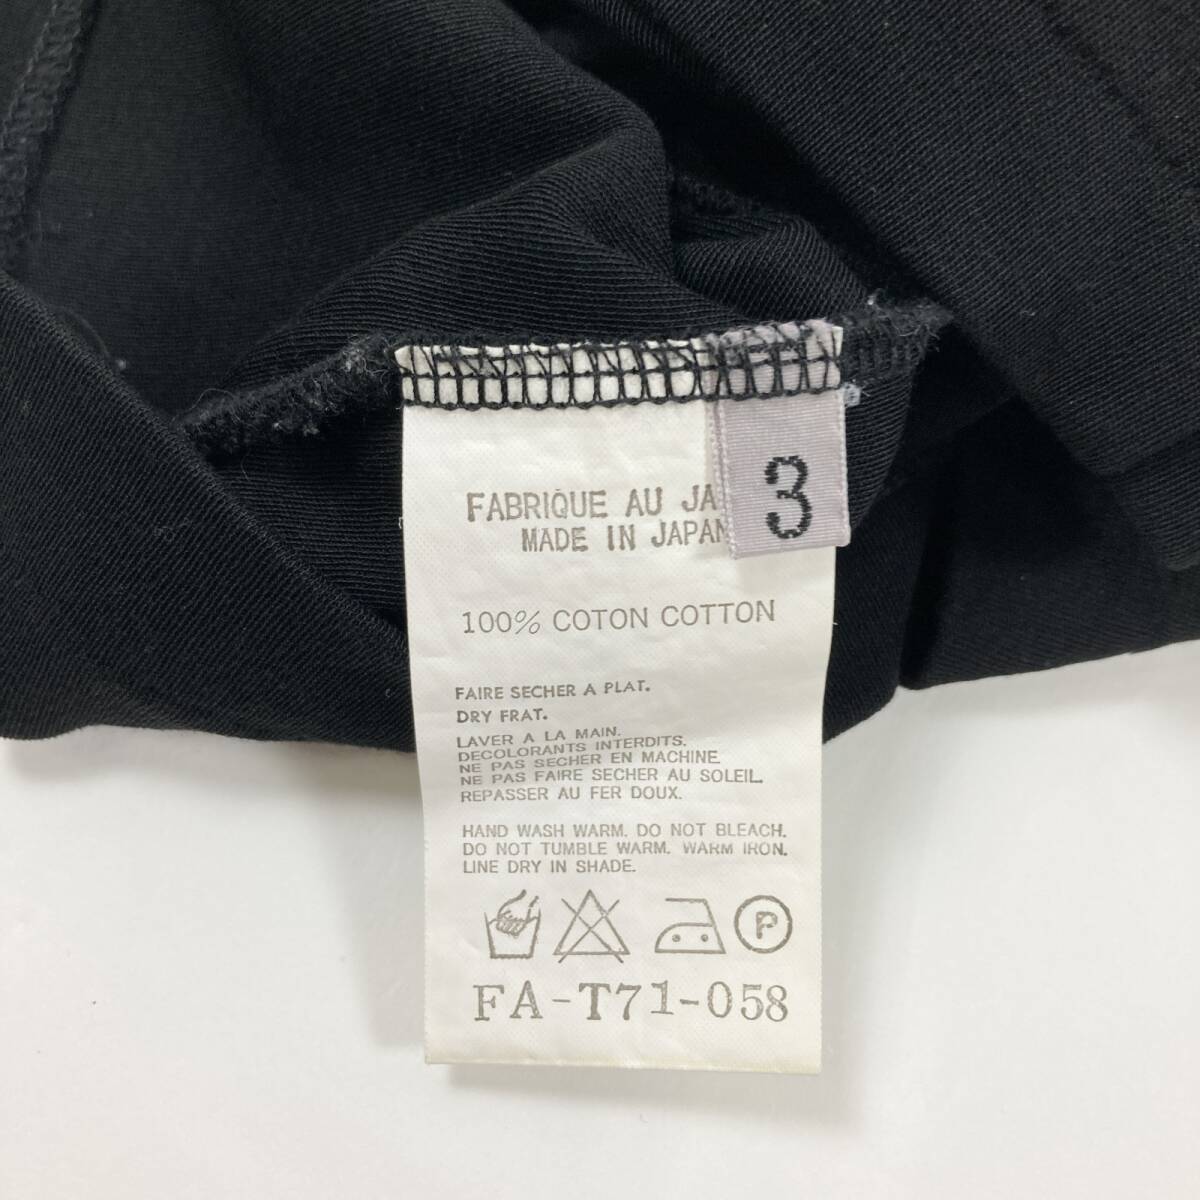 FABRIQUE AU JA
MADE IN JAPAN
3
100% COTON COTTON
FAIRE SECHER A PLAT.
DRY FRAT.
LAVER A LA MAIN.
DECOLORANTS INTERDITS.
NE PAS SECHER EN MACHINE.
NE PAS FAIRE SECHER AU SOLEIL.
REPASSER AU FER DOUX.
HAND WASH WARM. DO NOT BLEACH.
DO NOT TUMBLE WARM. WARM IRON.
LINE DRY IN SHADE.
P
FA-T71-058